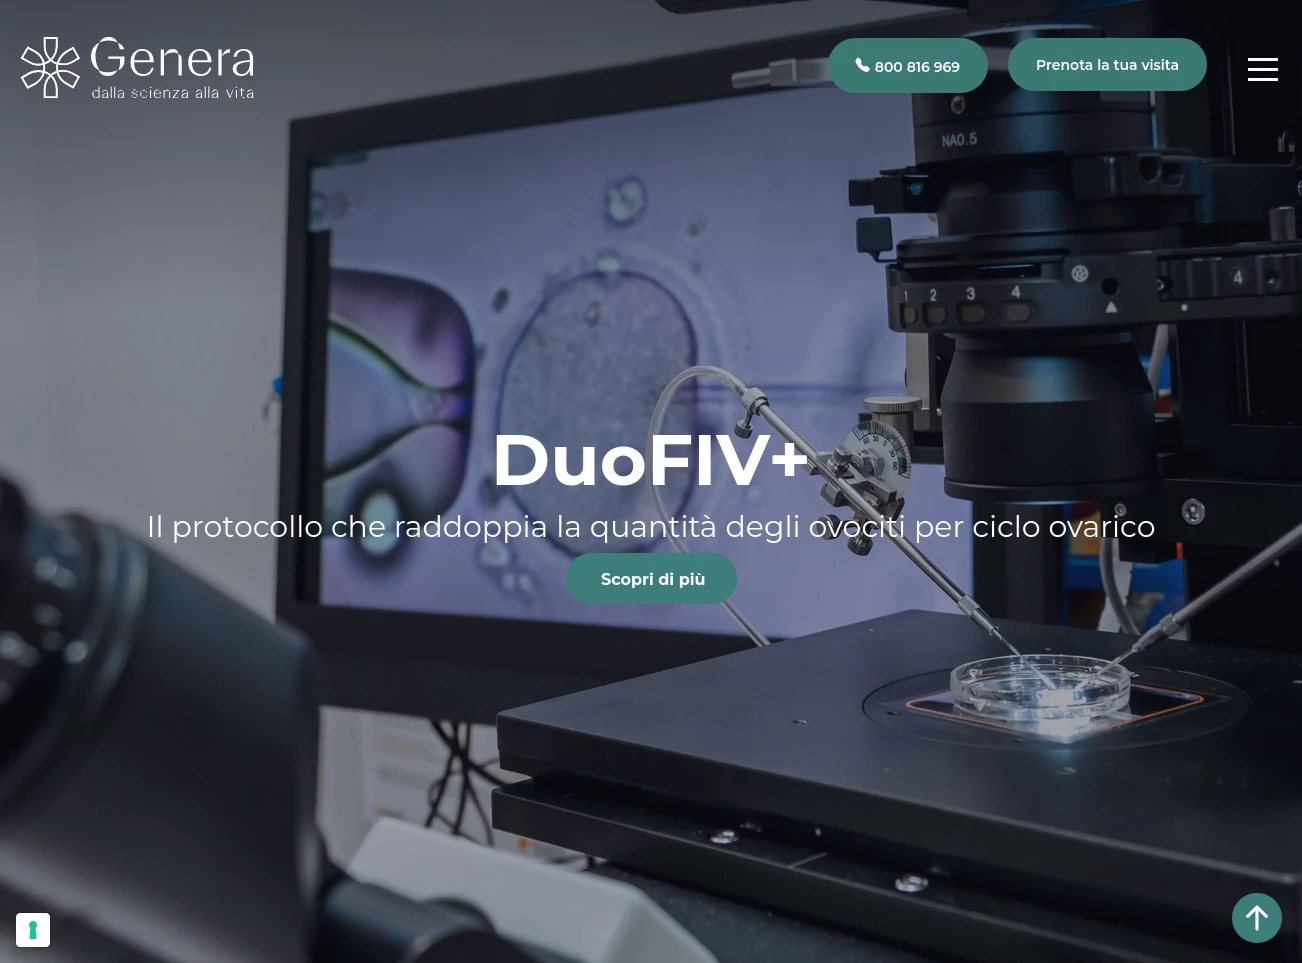 Genera
dalla scienza alla vita
800 816 969
Prenota la tua visita
NA0.5
1 2 3 4
4
DuoFIV+
Il protocollo che raddoppia la quantità degli ovociti per ciclo ovarico
Scopri di più